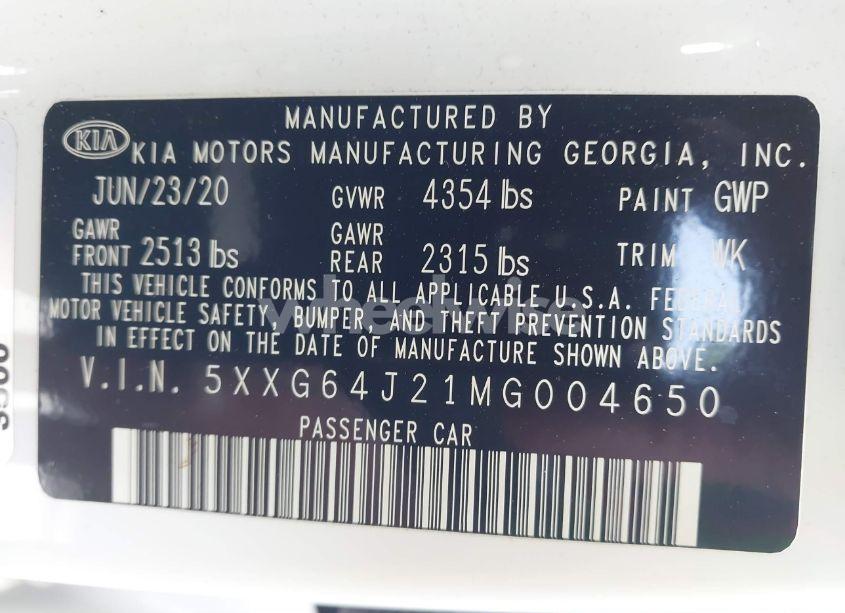 MANUFACTURED BY
KIA KIA MOTORS MANUFACTURING GEORGIA, INC.
JUN/23/20 GVWR 4354 lbs PAINT GWP
GAWR FRONT 2513 lbs GAWR REAR 2315 lbs TRIM WK
THIS VEHICLE CONFORMS TO ALL APPLICABLE U.S.A. FEDERAL
MOTOR VEHICLE SAFETY, BUMPER, AND THEFT PREVENTION STANDARDS
IN EFFECT ON THE DATE OF MANUFACTURE SHOWN ABOVE.
V.I.N. 5XXG64J21MG004650
PASSENGER CAR